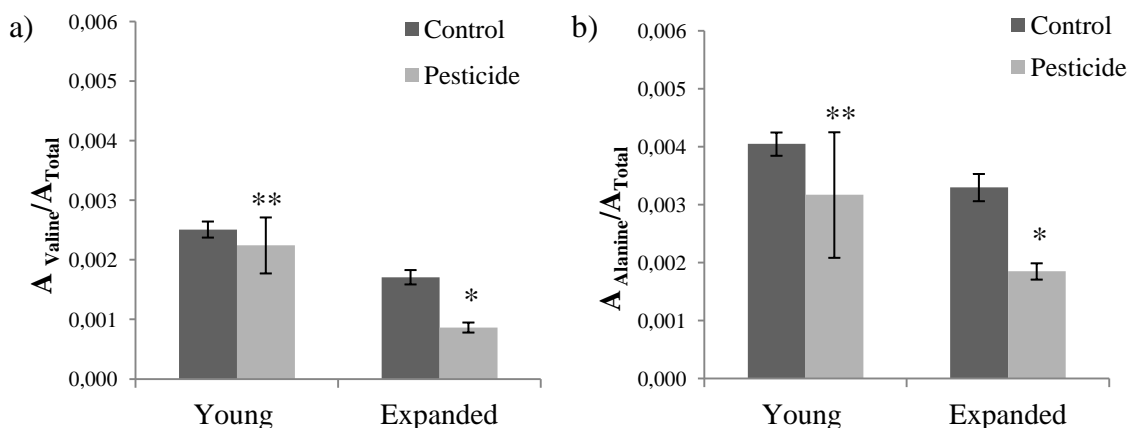 a)
0,006
0,005
0,004
0,003
0,002
0,001
0,000
A Valine/ATotal
Control
Pesticide
**
*
Young
Expanded
b)
0,006
0,005
0,004
0,003
0,002
0,001
0,000
A Alanine/ATotal
Control
Pesticide
**
*
Young
Expanded